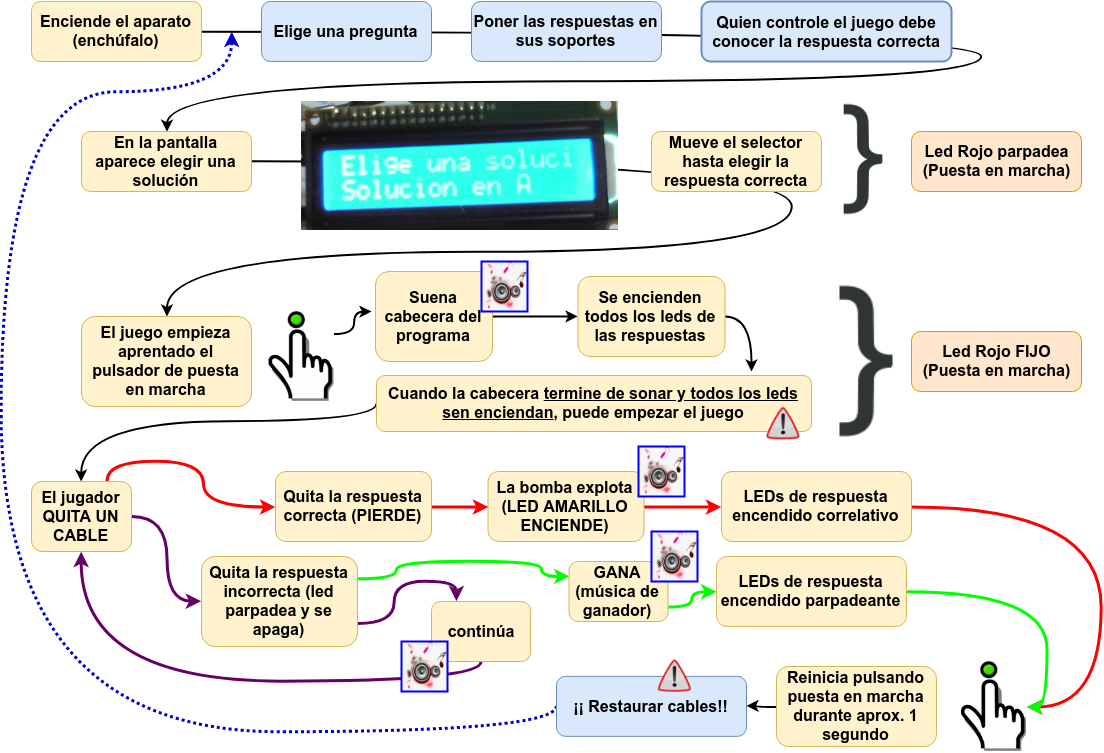 Enciende el aparato
(enchúfalo)
Elige una pregunta
Poner las respuestas en
sus soportes
Quien controle el juego debe
conocer la respuesta correcta
En la pantalla
aparece elegir una
solución
Elige una soluci
Solucion en A
Mueve el selector
hasta elegir la
respuesta correcta
Led Rojo parpadea
(Puesta en marcha)
El juego empieza
aprentado el
pulsador de puesta
en marcha
Suena
cabecera del
programa
Se encienden
todos los leds de
las respuestas
Led Rojo FIJO
(Puesta en marcha)
Cuando la cabecera termine de sonar y todos los leds
sen enciendan, puede empezar el juego
El jugador
QUITA UN
CABLE
Quita la respuesta
correcta (PIERDE)
La bomba explota
(LED AMARILLO
ENCIENDE)
LEDs de respuesta
encendido correlativo
Quita la respuesta
incorrecta (led
parpadea y se
apaga)
GANA
(música de
ganador)
LEDs de respuesta
encendido parpadeante
continúa
¡¡ Restaurar cables!!
Reinicia pulsando
puesta en marcha
durante aprox. 1
segundo